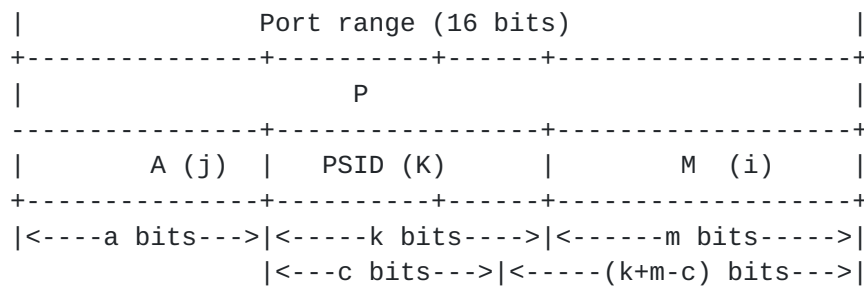 |              Port range (16 bits)                 |
+---------------+----------+------+-------------------+
|                    P                              |
----------------+-----------------+-------------------+
|        A (j)  |   PSID (K)      |        M  (i)     |
+---------------+----------+------+-------------------+
|<----a bits--->|<-----k bits---->|<------m bits----->|
|<---c bits--->|<-----(k+m-c) bits--->|